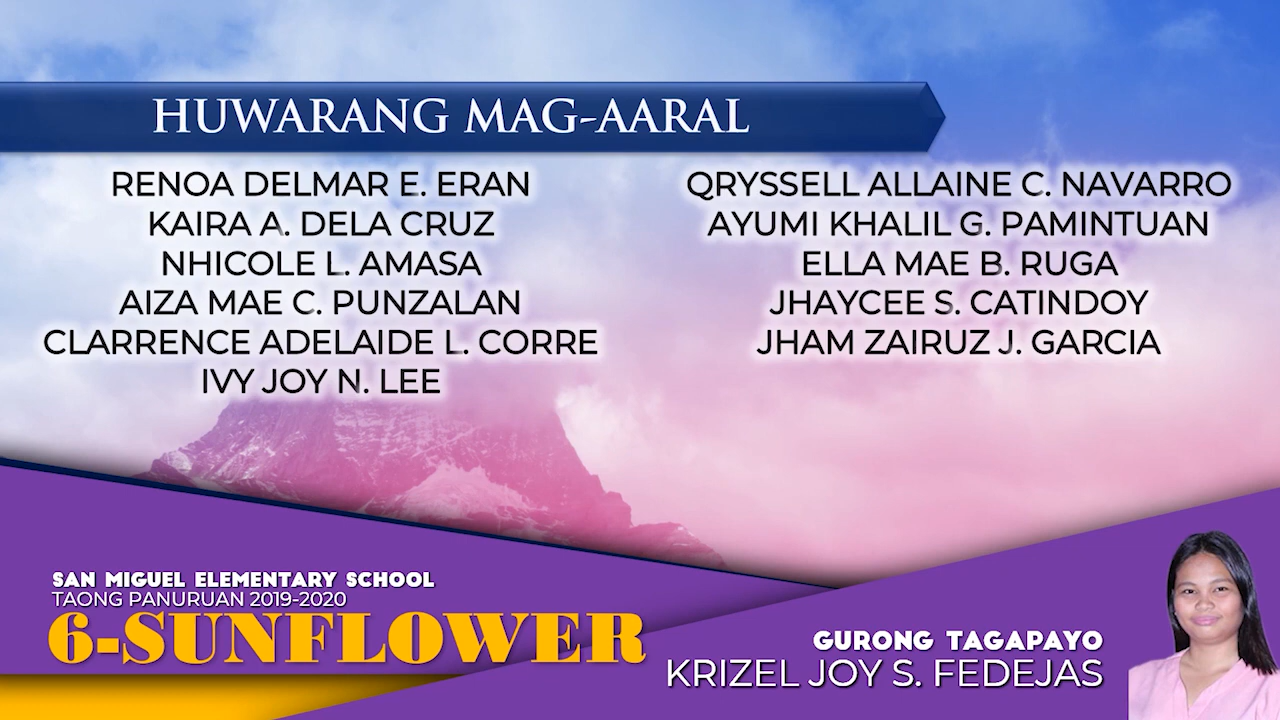 HUWARANG MAG-AARAL
RENOA DELMAR E. ERAN
KAIRA A. DELA CRUZ
NHICOLE L. AMASA
AIZA MAE C. PUNZALAN
CLARRENCE ADELAIDE L. CORRE
IVY JOY N. LEE
QRYSSELL ALLAINE C. NAVARRO
AYUMI KHALIL G. PAMINTUAN
ELLA MAE B. RUGA
JHAYCEE S. CATINDOY
JHAM ZAIRUZ J. GARCIA
SAN MIGUEL ELEMENTARY SCHOOL
TAONG PANURUAN 2019-2020
6-SUNFLOWER
GURONG TAGAPAYO
KRIZEL JOY S. FEDEJAS